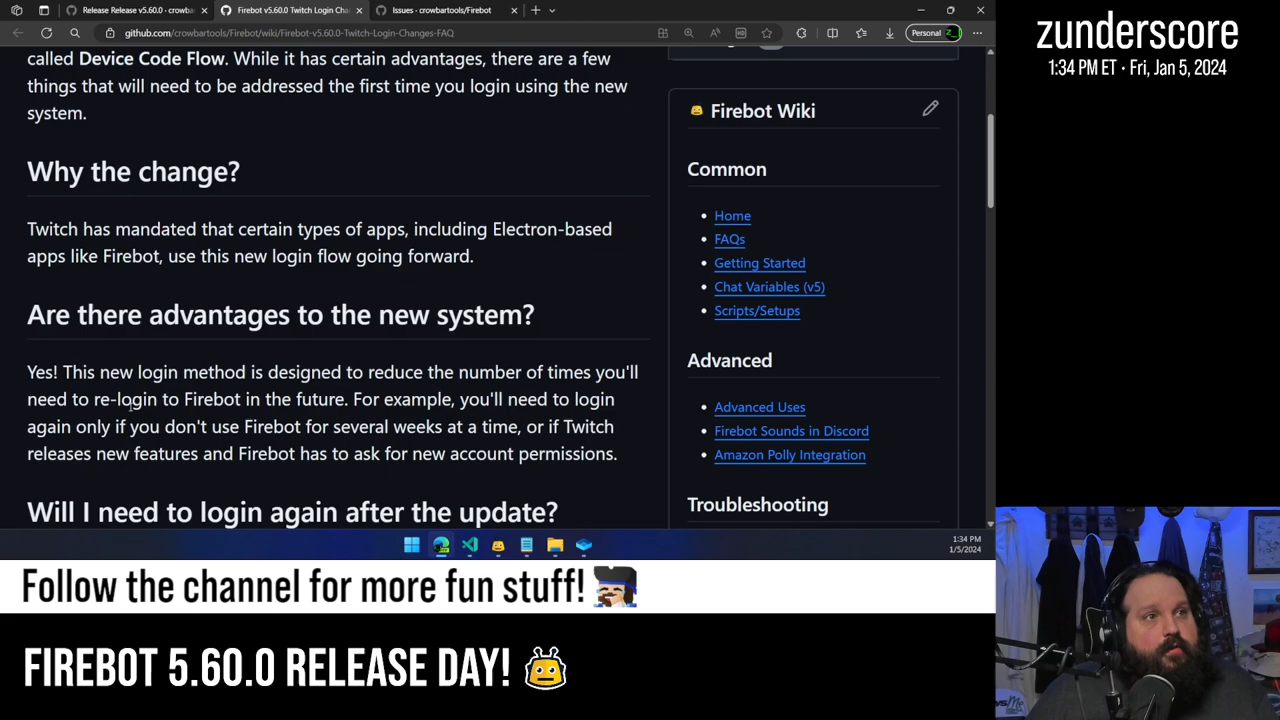 Release Release v5.60.0 · crowba
Firebot v5.60.0 Twitch Login Cha
Issues · crowbartools/Firebot
github.com/crowbartools/Firebot/wiki/Firebot-v5.60.0-Twitch-Login-Changes-FAQ
Personal
zunderscore
1:34 PM ET • Fri, Jan 5, 2024
called Device Code Flow. While it has certain advantages, there are a few
things that will need to be addressed the first time you login using the new
system.
Why the change?
Twitch has mandated that certain types of apps, including Electron-based
apps like Firebot, use this new login flow going forward.
Are there advantages to the new system?
Yes! This new login method is designed to reduce the number of times you'll
need to re-login to Firebot in the future. For example, you'll need to login
again only if you don't use Firebot for several weeks at a time, or if Twitch
releases new features and Firebot has to ask for new account permissions.
Will I need to login again after the update?
Firebot Wiki
Common
• Home
• FAQs
• Getting Started
• Chat Variables (v5)
• Scripts/Setups
Advanced
• Advanced Uses
• Firebot Sounds in Discord
• Amazon Polly Integration
Troubleshooting
1:34 PM
1/5/2024
Follow the channel for more fun stuff!
FIREBOT 5.60.0 RELEASE DAY!